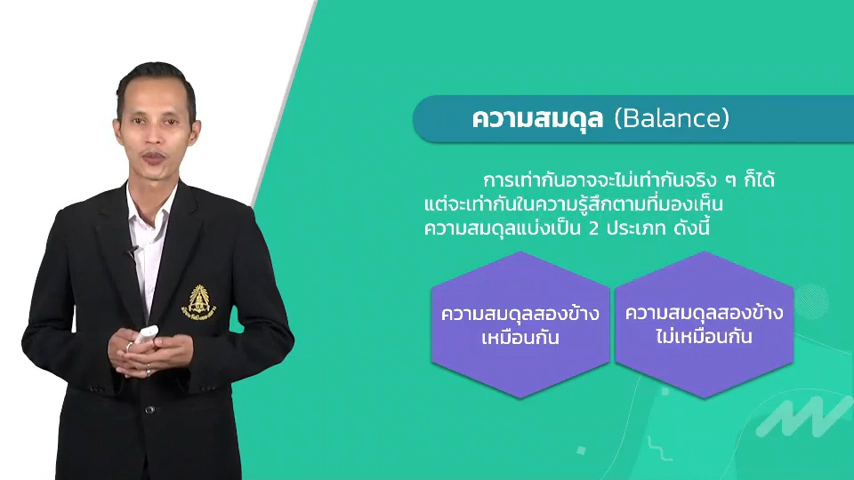 ความสมดุล (Balance)
การเท่ากันอาจจะไม่เท่ากันจริง ๆ ก็ได้
แต่จะเท่ากันในความรู้สึกตามที่มองเห็น
ความสมดุลแบ่งเป็น 2 ประเภท ดังนี้
ความสมดุลสองข้าง
เหมือนกัน
ความสมดุลสองข้าง
ไม่เหมือนกัน